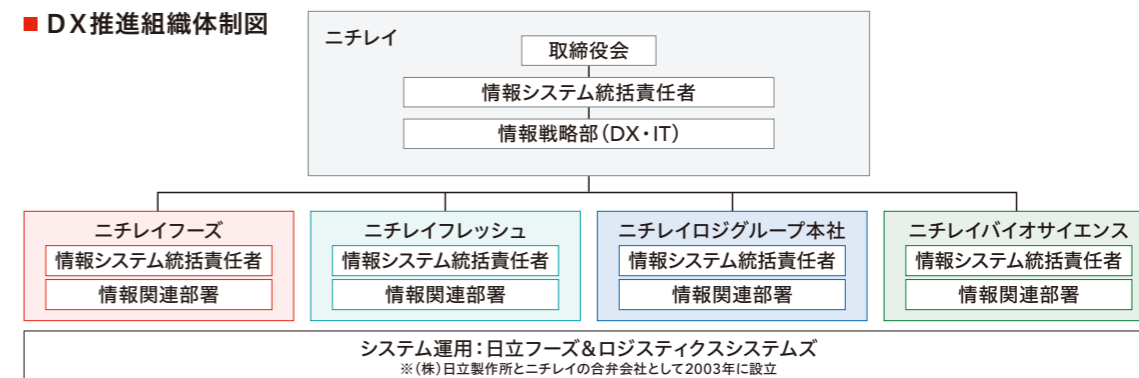 ■ DX推進組織体制図
ニチレイ
取締役会
情報システム統括責任者
情報戦略部（DX・IT）
ニチレイフーズ
情報システム統括責任者
情報関連部署
ニチレイフレッシュ
情報システム統括責任者
情報関連部署
ニチレイロジグループ本社
情報システム統括責任者
情報関連部署
ニチレイバイオサイエンス
情報システム統括責任者
情報関連部署
システム運用：日立フーズ&ロジスティクスシステムズ
※（株）日立製作所とニチレイの合弁会社として2003年に設立